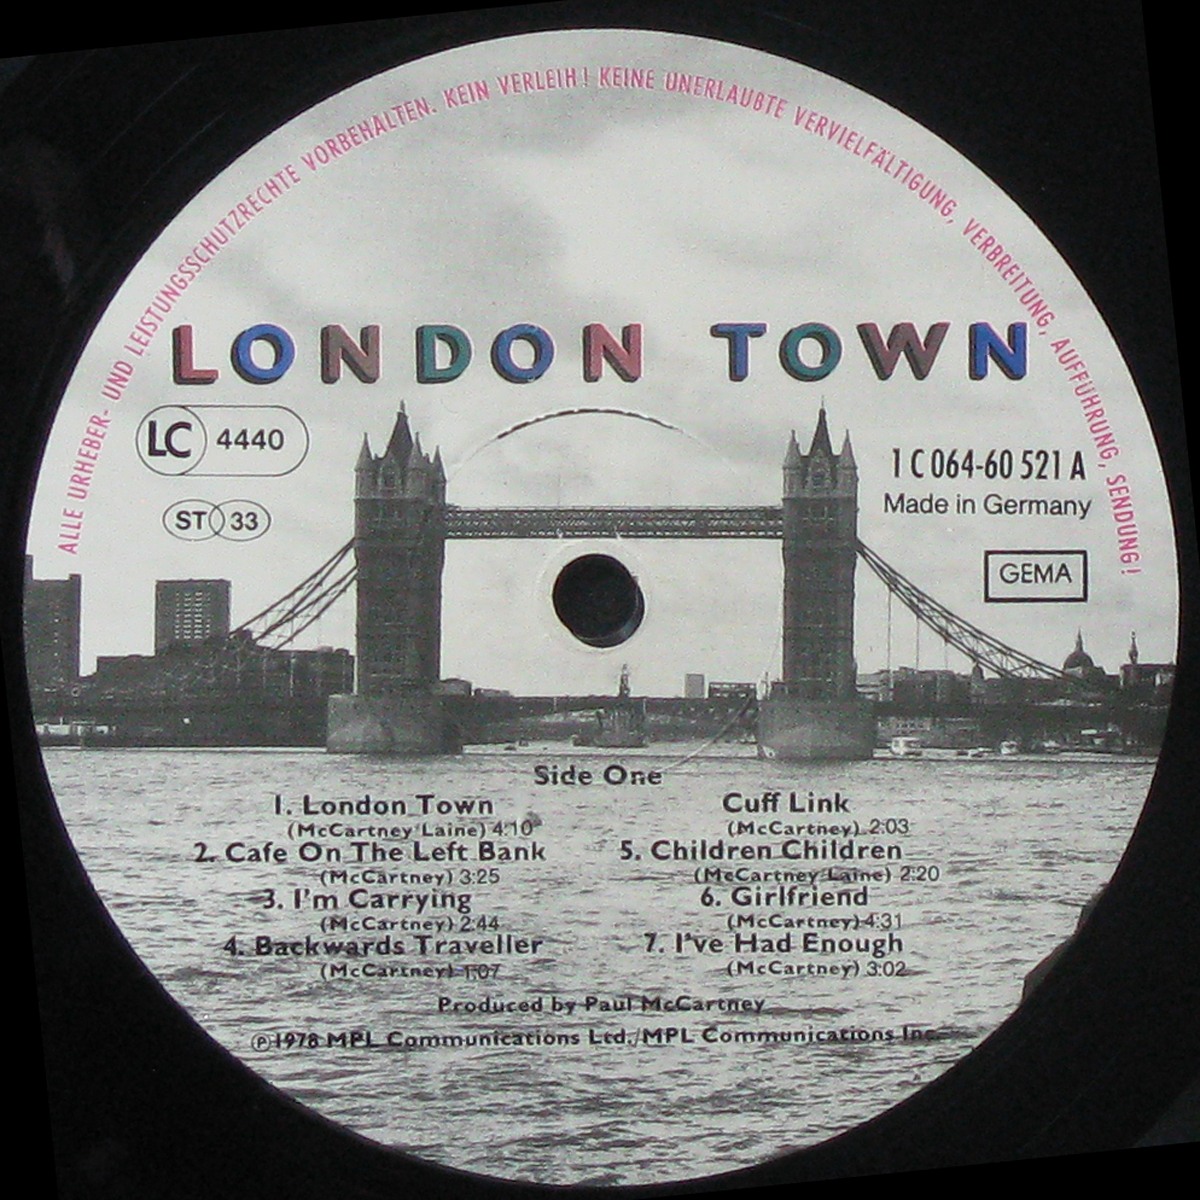 ALLE URHEBER- UND LEISTUNGSSCHUTZRECHTE VORBEHALTEN. KEIN VERLEIH! KEINE UNERLAUBTE VERVIELFÄLTIGUNG, VERBREITUNG, AUFFÜHRUNG, SENDUNG!
LONDON TOWN
LC 4440
ST 33
1 C 064-60 521 A
Made in Germany
GEMA
Side One
1. London Town
(McCartney Laine) 4:10
2. Cafe On The Left Bank
(McCartney) 3:25
3. I'm Carrying
(McCartney) 2:44
4. Backwards Traveller
(McCartney) 1:07
Cuff Link
(McCartney) 2:03
5. Children Children
(McCartney Laine) 2:20
6. Girlfriend
(McCartney) 4:31
7. I've Had Enough
(McCartney) 3:02
Produced by Paul McCartney
℗1978 MPL Communications Ltd./MPL Communications Inc.